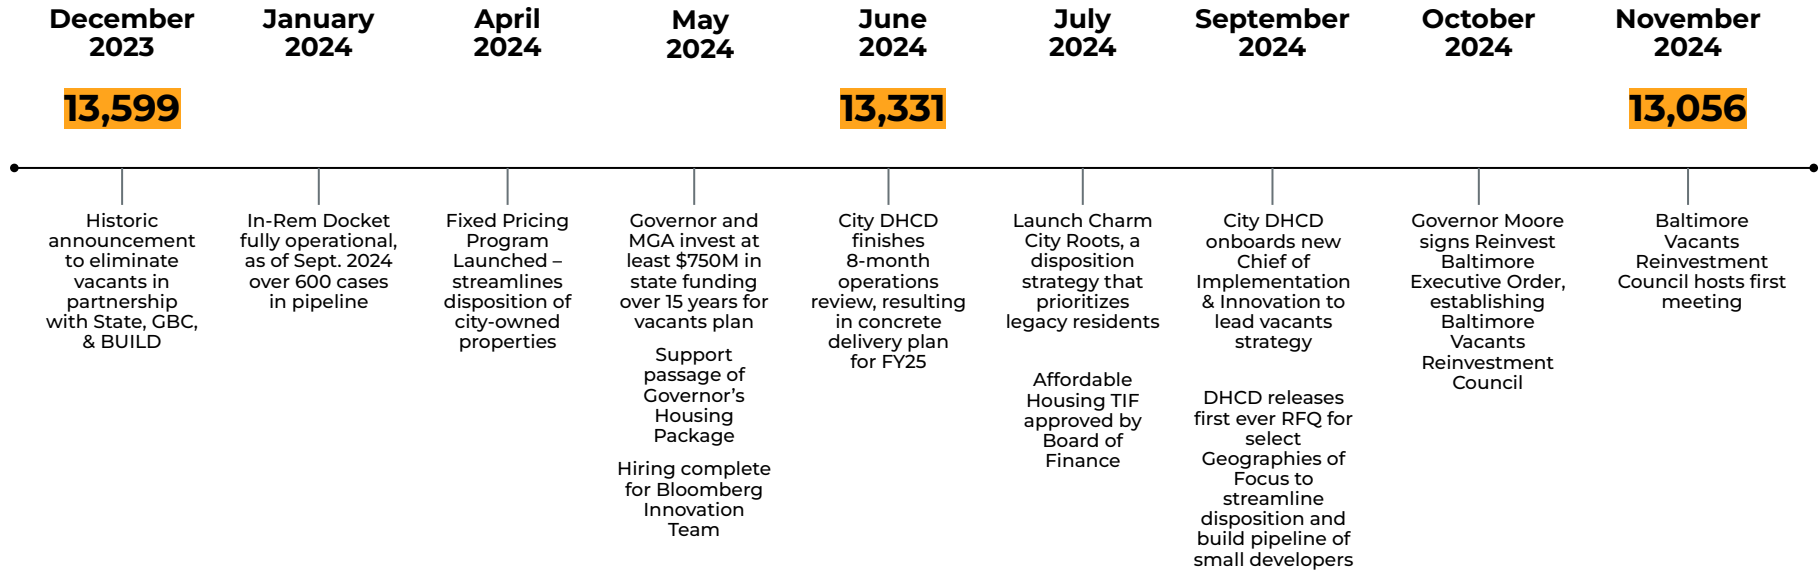 December
2023
January
2024
April
2024
May
2024
June
2024
July
2024
September
2024
October
2024
November
2024
13,599
13,331
13,056
Historic
announcement
to eliminate
vacants in
partnership
with State, GBC,
& BUILD
In-Rem Docket
fully operational,
as of Sept. 2024
over 600 cases
in pipeline
Fixed Pricing
Program
Launched –
streamlines
disposition of
city-owned
properties
Governor and
MGA invest at
least $750M in
state funding
over 15 years for
vacants plan
Support
passage of
Governor’s
Housing
Package
Hiring complete
for Bloomberg
Innovation
Team
City DHCD
finishes
8-month
operations
review, resulting
in concrete
delivery plan
for FY25
Launch Charm
City Roots, a
disposition
strategy that
prioritizes
legacy residents
Affordable
Housing TIF
approved by
Board of
Finance
City DHCD
onboards new
Chief of
Implementation
& Innovation to
lead vacants
strategy
DHCD releases
first ever RFQ for
select
Geographies of
Focus to
streamline
disposition and
build pipeline of
small developers
Governor Moore
signs Reinvest
Baltimore
Executive Order,
establishing
Baltimore
Vacants
Reinvestment
Council
Baltimore
Vacants
Reinvestment
Council hosts first
meeting